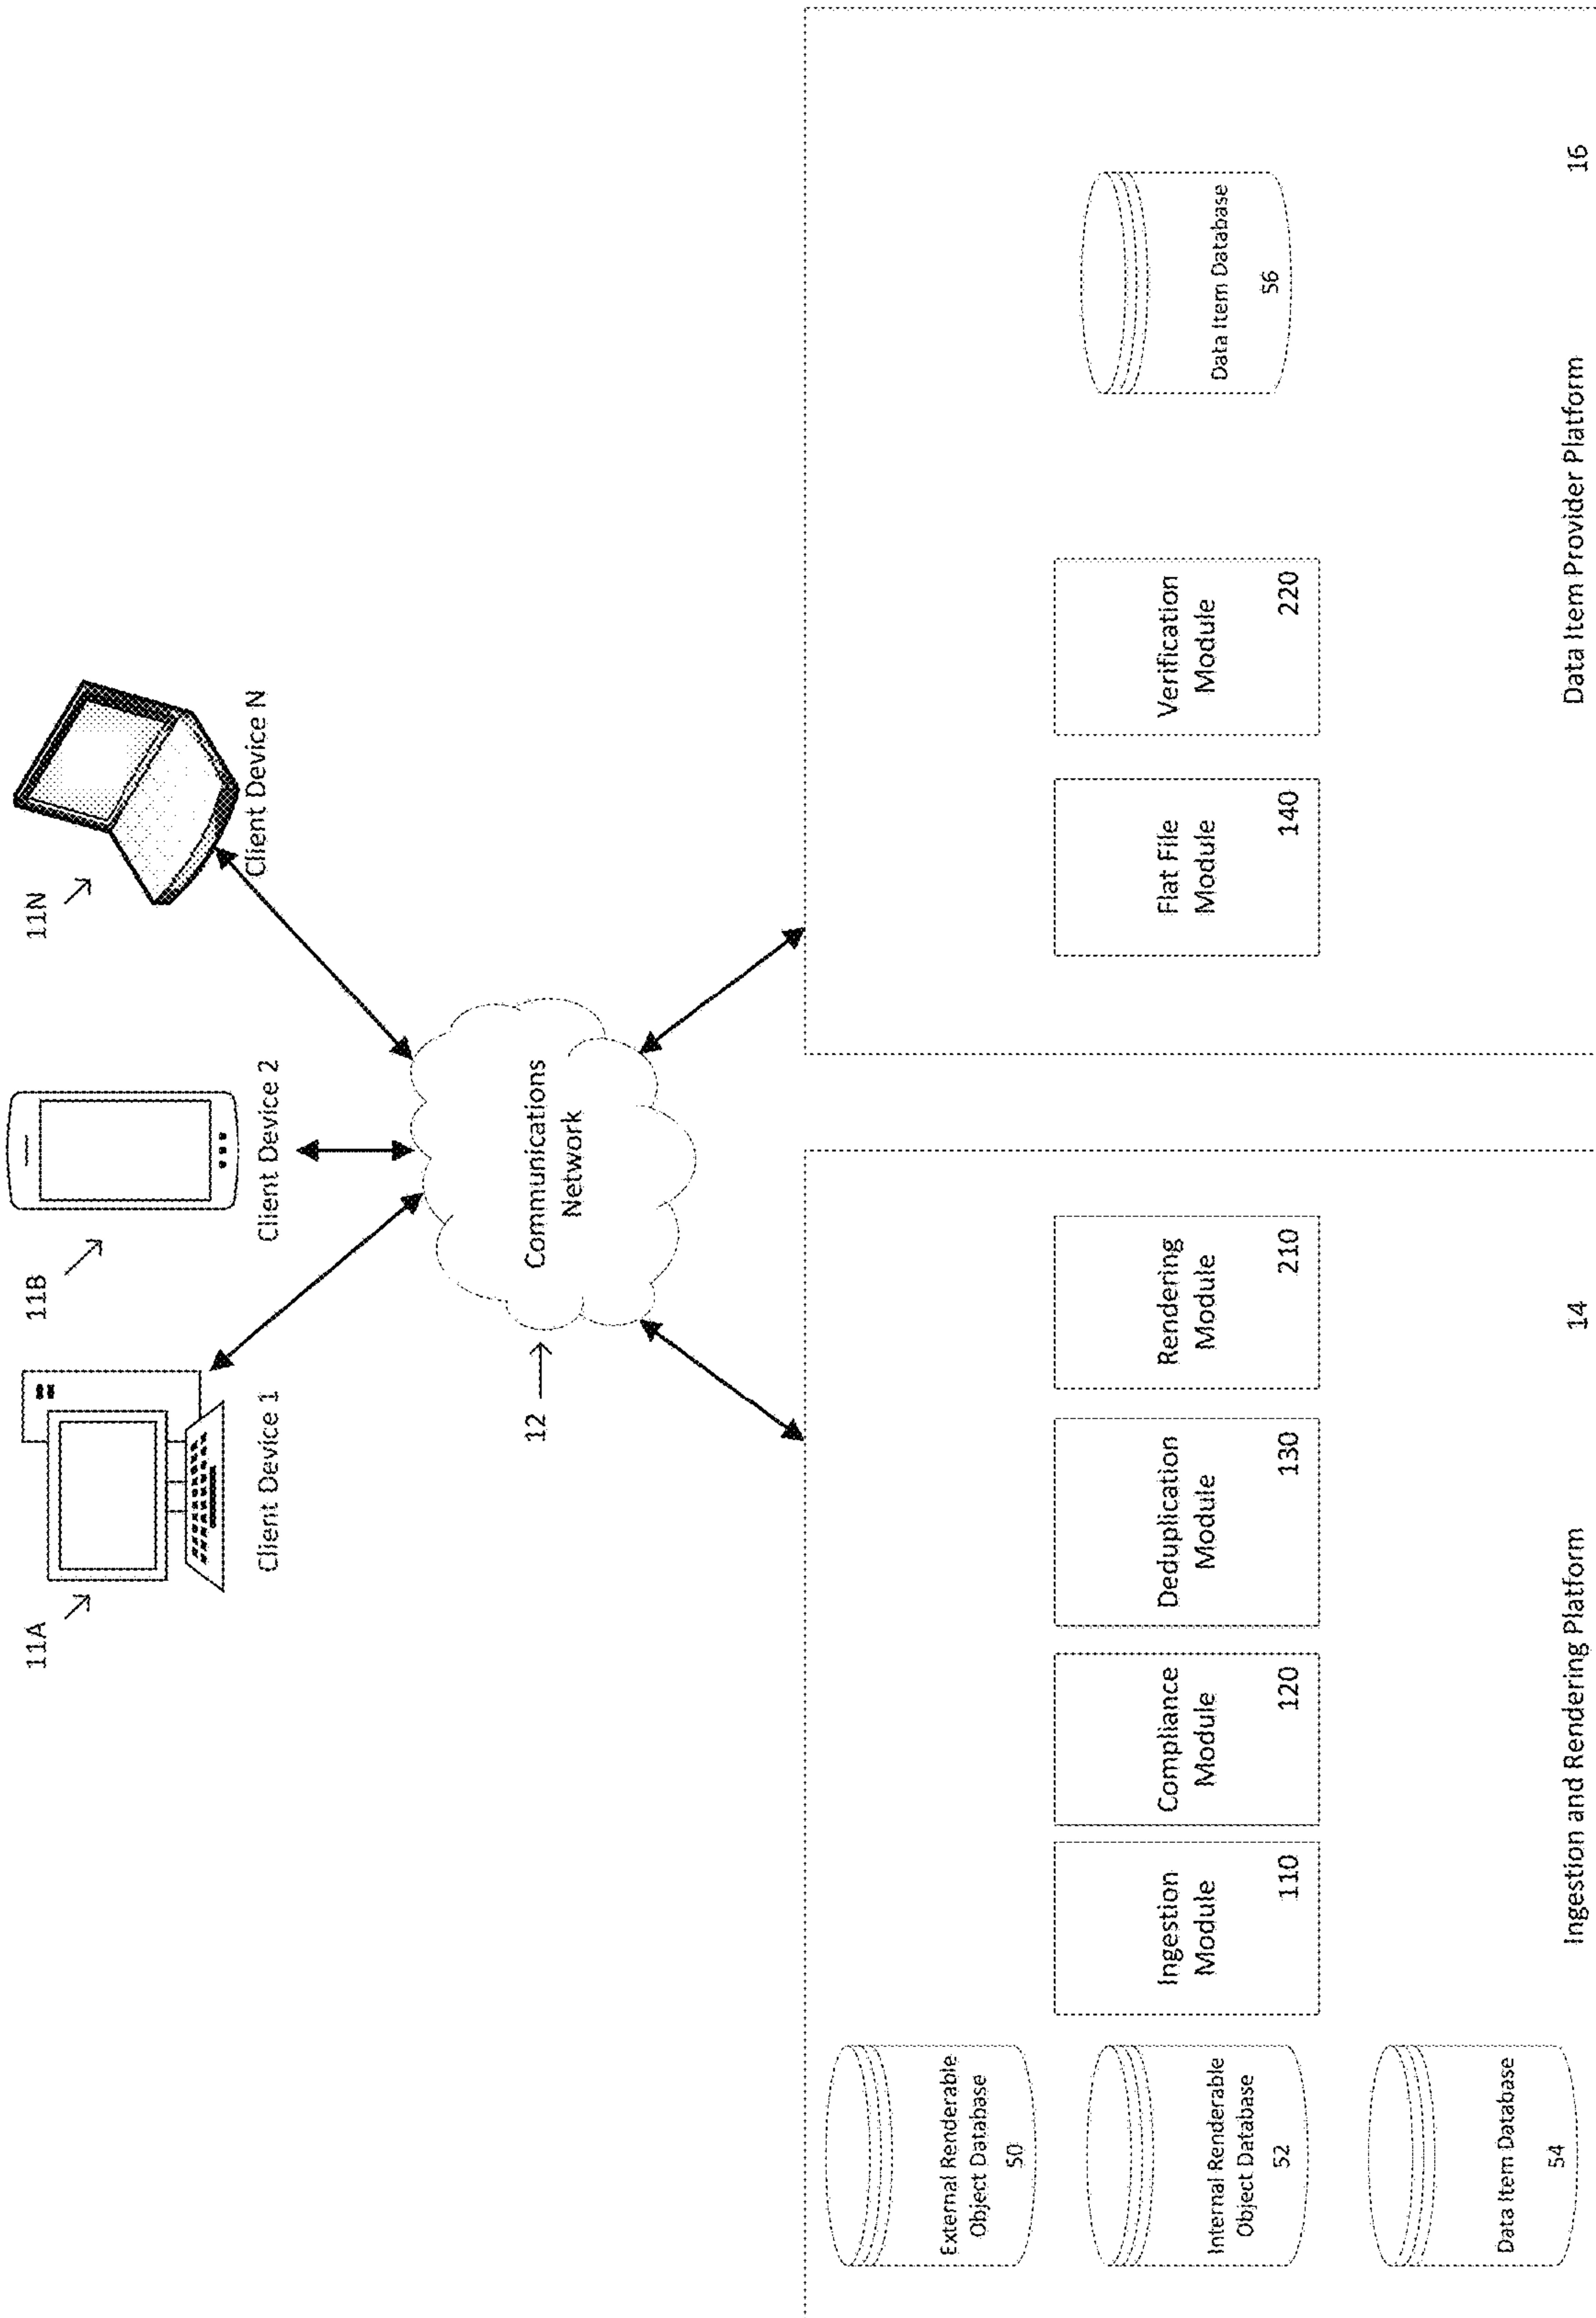 11A
11B
11N
Client Device 1
Client Device 2
Client Device N
12
Communications
Network
External Renderable
Object Database
50
Internal Renderable
Object Database
52
Data Item Database
54
Ingestion
Module
110
Compliance
Module
120
Deduplication
Module
130
Rendering
Module
210
Ingestion and Rendering Platform
14
Flat File
Module
140
Verification
Module
220
Data Item Database
56
Data Item Provider Platform
16